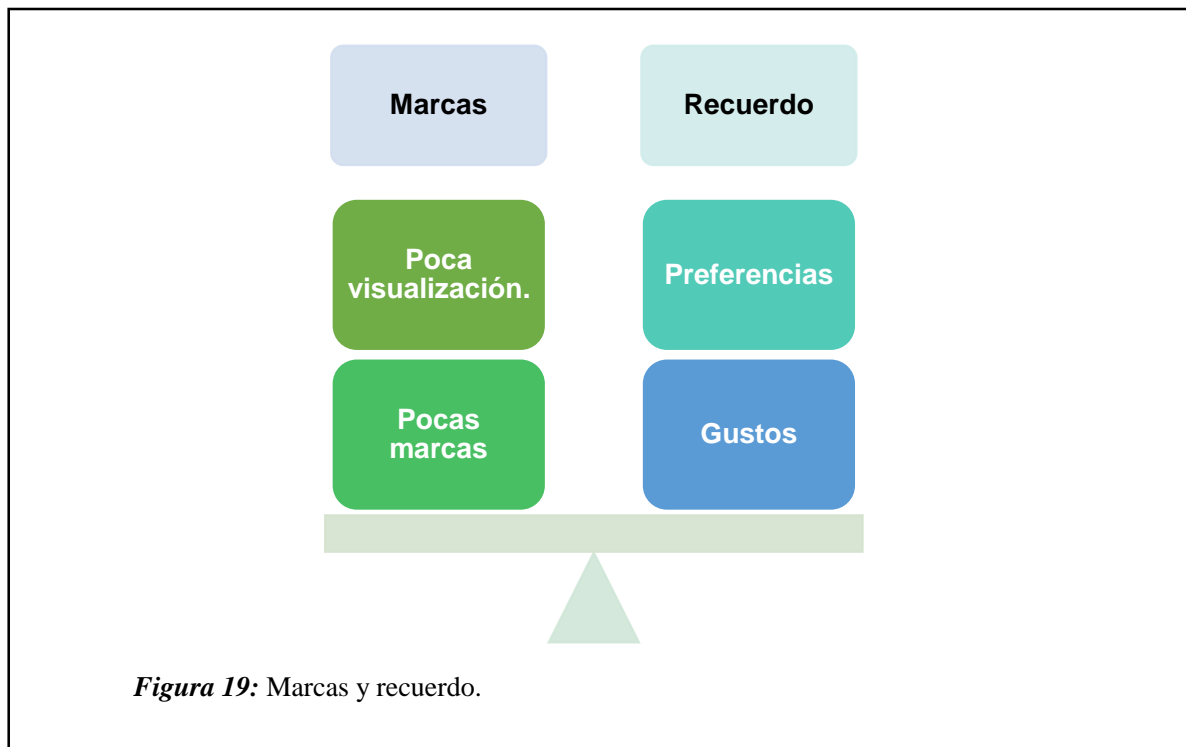 Marcas
Recuerdo
Poca
visualización.
Preferencias
Pocas
marcas
Gustos
Figura 19: Marcas y recuerdo.